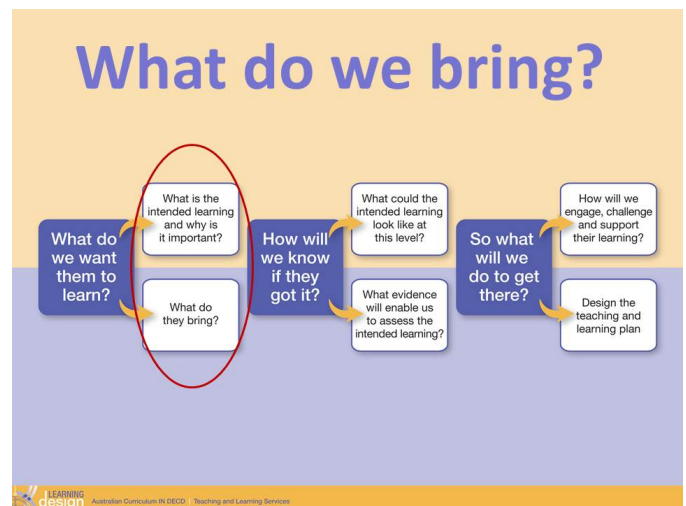 What do we bring?
What do
we want
them to
learn?
What is the
intended learning
and why is
it important?
What do
they bring?
How will
we know
if they
got it?
What could the
intended learning
look like at
this level?
What evidence
will enable us
to assess the
intended learning?
So what
will we
do to get
there?
How will we
engage, challenge
and support
their learning?
Design the
teaching and
learning plan
LEARNING
design
Australian Curriculum IN DECD | Teaching and Learning Services